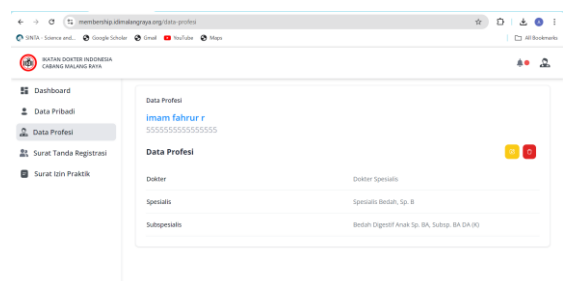 membership.idimalangraya.org/data-profesi
SINTA - Science and...
Google Scholar
Gmail
YouTube
Maps
All Bookmarks
IKATAN DOKTER INDONESIA
CABANG MALANG RAYA
Dashboard
Data Pribadi
Data Profesi
Surat Tanda Registrasi
Surat Izin Praktik
Data Profesi
imam fahrur r
5555555555555555
Data Profesi
Dokter Dokter Spesialis
Spesialis Spesialis Bedah, Sp. B
Subspesialis Bedah Digestif Anak Sp. BA, Subsp. BA DA (K)